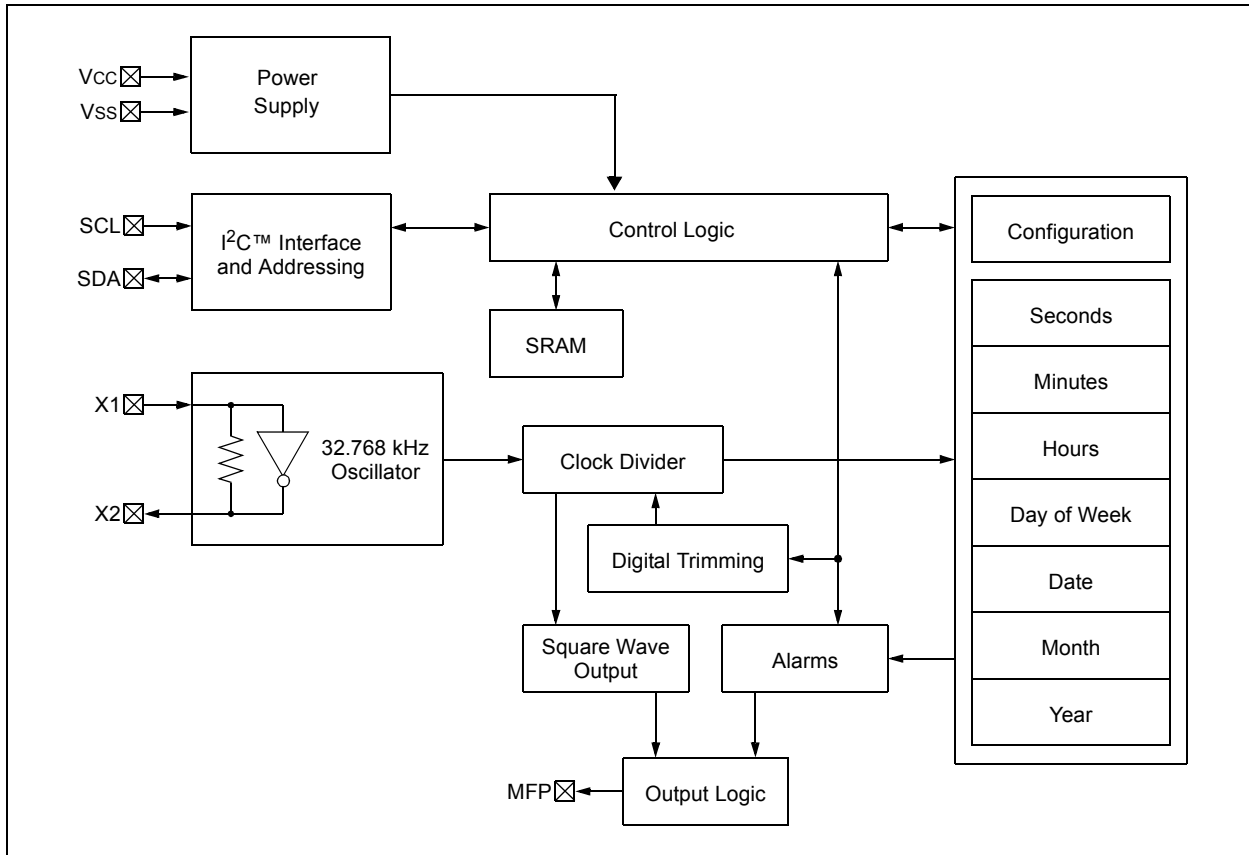 VCC
VSS
Power
Supply
SCL
SDA
I²C™ Interface
and Addressing
Control Logic
SRAM
X1
X2
32.768 kHz
Oscillator
Clock Divider
Digital Trimming
Square Wave
Output
Alarms
MFP
Output Logic
Configuration
Seconds
Minutes
Hours
Day of Week
Date
Month
Year